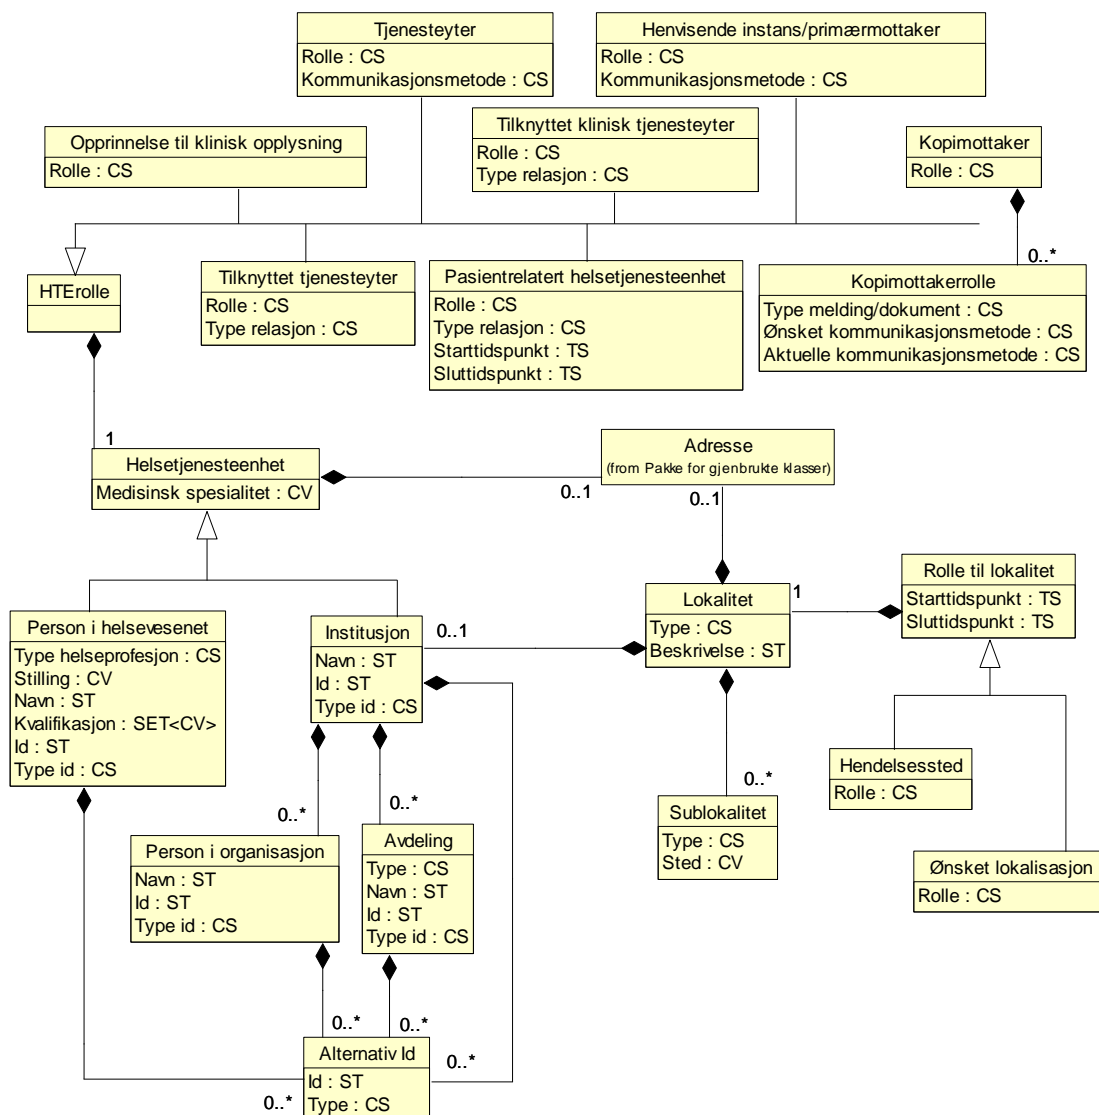 Tjenesteyter
Rolle : CS
Kommunikasjonsmetode : CS
Henvisende instans/primærmottaker
Rolle : CS
Kommunikasjonsmetode : CS
Opprinnelse til klinisk opplysning
Rolle : CS
Tilknyttet klinisk tjenesteyter
Rolle : CS
Type relasjon : CS
Kopimottaker
Rolle : CS
0..*
HTErolle
Tilknyttet tjenesteyter
Rolle : CS
Type relasjon : CS
Pasientrelatert helsetjenesteenhet
Rolle : CS
Type relasjon : CS
Starttidspunkt : TS
Sluttidspunkt : TS
Kopimottakerrolle
Type melding/dokument : CS
Ønsket kommunikasjonsmetode : CS
Aktuelle kommunikasjonsmetode : CS
1
Helsetjenesteenhet
Medisinsk spesialitet : CV
0..1
Adresse
(from Pakke for gjenbrukte klasser)
0..1
Person i helsevesenet
Type helseprofesjon : CS
Stilling : CV
Navn : ST
Kvalifikasjon : SET<CV>
Id : ST
Type id : CS
Institusjon
Navn : ST
Id : ST
Type id : CS
0..1
Lokalitet
Type : CS
Beskrivelse : ST
1
Rolle til lokalitet
Starttidspunkt : TS
Sluttidspunkt : TS
Hendelsessted
Rolle : CS
0..*
0..*
0..*
Person i organisasjon
Navn : ST
Id : ST
Type id : CS
Avdeling
Type : CS
Navn : ST
Id : ST
Type id : CS
Sublokalitet
Type : CS
Sted : CV
Ønsket lokalisasjon
Rolle : CS
0..*
0..*
0..*
0..*
Alternativ Id
Id : ST
Type : CS